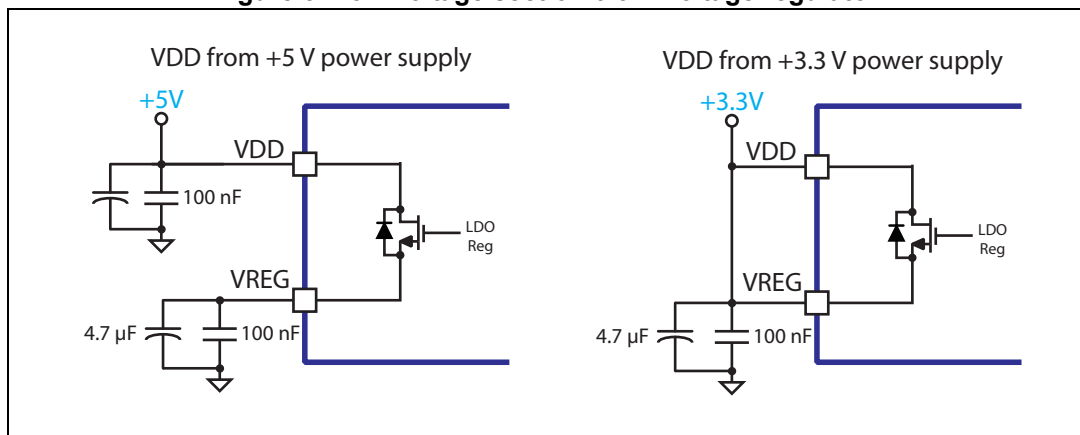 VDD from +5 V power supply
+5V
VDD
100 nF
LDO
Reg
VREG
4.7 µF
100 nF
VDD from +3.3 V power supply
+3.3V
VDD
LDO
Reg
VREG
4.7 µF
100 nF